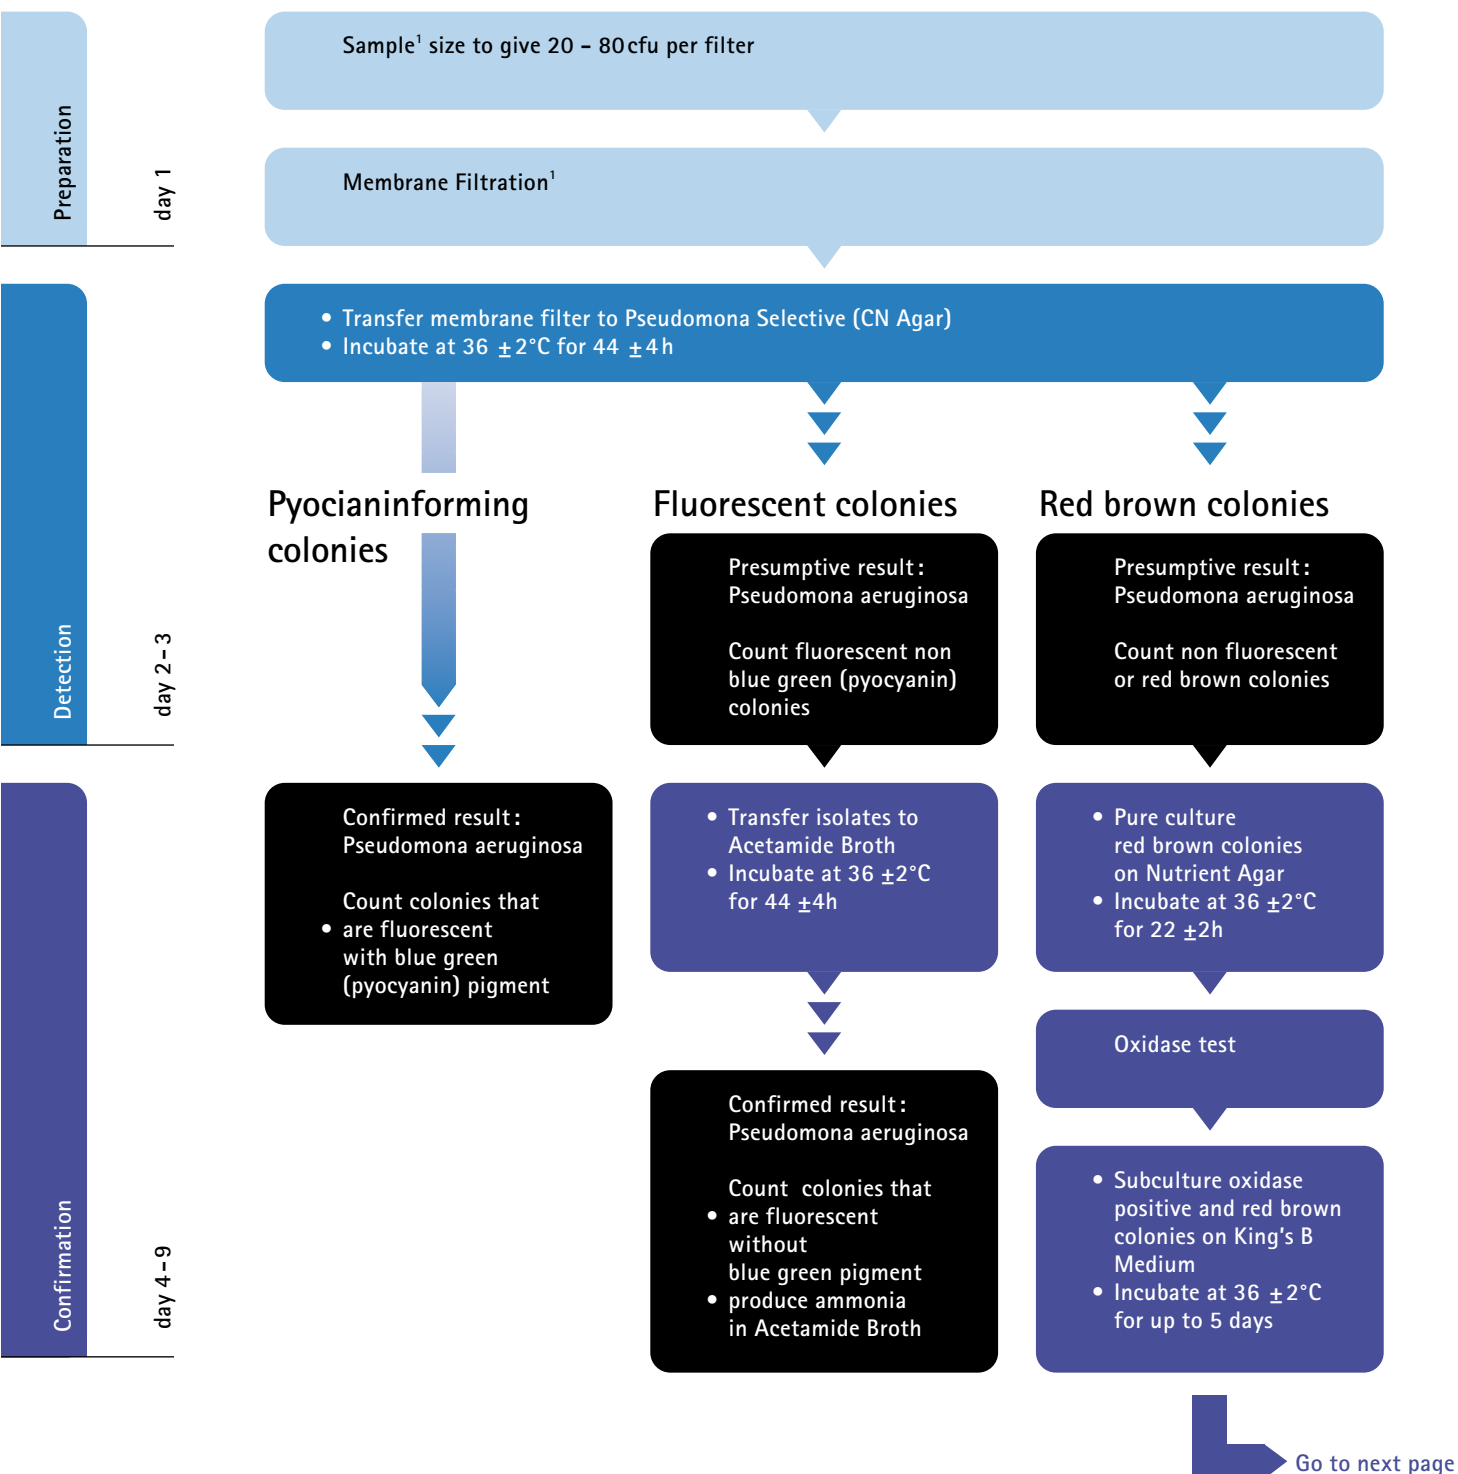 Preparation
day 1
Sample¹ size to give 20 – 80 cfu per filter
Membrane Filtration¹
Detection
day 2 – 3
• Transfer membrane filter to Pseudomona Selective (CN Agar)
• Incubate at 36 ±2°C for 44 ±4h
Pyocianinforming
colonies
Fluorescent colonies
Presumptive result:
Pseudomona aeruginosa
Count fluorescent non
blue green (pyocyanin)
colonies
Red brown colonies
Presumptive result:
Pseudomona aeruginosa
Count non fluorescent
or red brown colonies
Confirmation
day 4 – 9
Confirmed result:
Pseudomona aeruginosa
Count colonies that
• are fluorescent
with blue green
(pyocyanin) pigment
• Transfer isolates to
Acetamide Broth
• Incubate at 36 ±2°C
for 44 ±4h
Confirmed result:
Pseudomona aeruginosa
Count colonies that
• are fluorescent
without
blue green pigment
• produce ammonia
in Acetamide Broth
• Pure culture
red brown colonies
on Nutrient Agar
• Incubate at 36 ±2°C
for 22 ±2h
Oxidase test
• Subculture oxidase
positive and red brown
colonies on King's B
Medium
• Incubate at 36 ±2°C
for up to 5 days
Go to next page